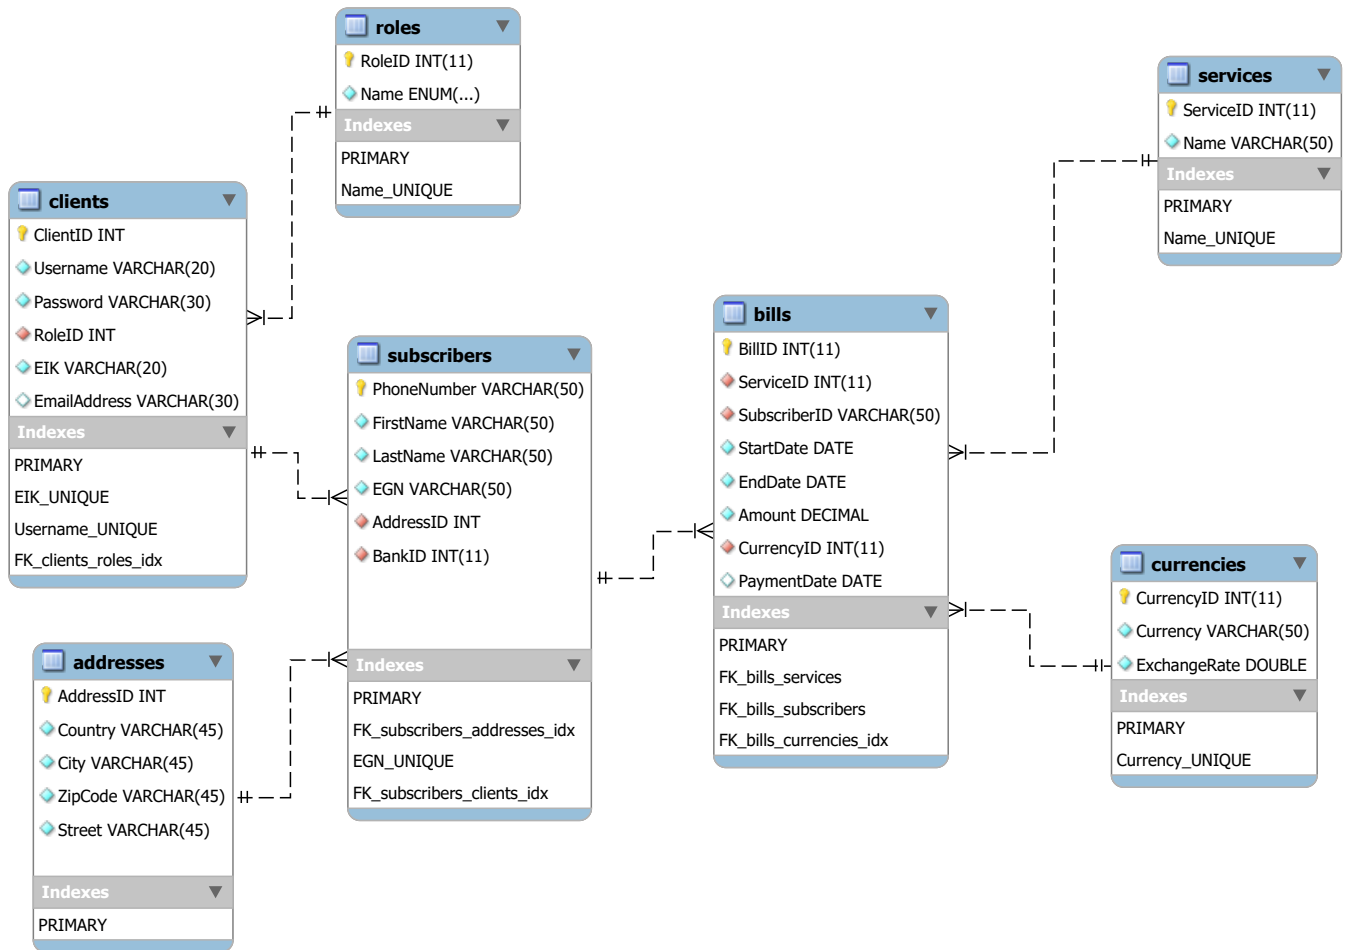 roles
RoleID INT(11)
Name ENUM(...)
Indexes
PRIMARY
Name_UNIQUE
services
ServiceID INT(11)
Name VARCHAR(50)
Indexes
PRIMARY
Name_UNIQUE
clients
ClientID INT
Username VARCHAR(20)
Password VARCHAR(30)
RoleID INT
EIK VARCHAR(20)
EmailAddress VARCHAR(30)
Indexes
PRIMARY
EIK_UNIQUE
Username_UNIQUE
FK_clients_roles_idx
subscribers
PhoneNumber VARCHAR(50)
FirstName VARCHAR(50)
LastName VARCHAR(50)
EGN VARCHAR(50)
AddressID INT
BankID INT(11)
Indexes
PRIMARY
FK_subscribers_addresses_idx
EGN_UNIQUE
FK_subscribers_clients_idx
bills
BillID INT(11)
ServiceID INT(11)
SubscriberID VARCHAR(50)
StartDate DATE
EndDate DATE
Amount DECIMAL
CurrencyID INT(11)
PaymentDate DATE
Indexes
PRIMARY
FK_bills_services
FK_bills_subscribers
FK_bills_currencies_idx
currencies
CurrencyID INT(11)
Currency VARCHAR(50)
ExchangeRate DOUBLE
Indexes
PRIMARY
Currency_UNIQUE
addresses
AddressID INT
Country VARCHAR(45)
City VARCHAR(45)
ZipCode VARCHAR(45)
Street VARCHAR(45)
Indexes
PRIMARY